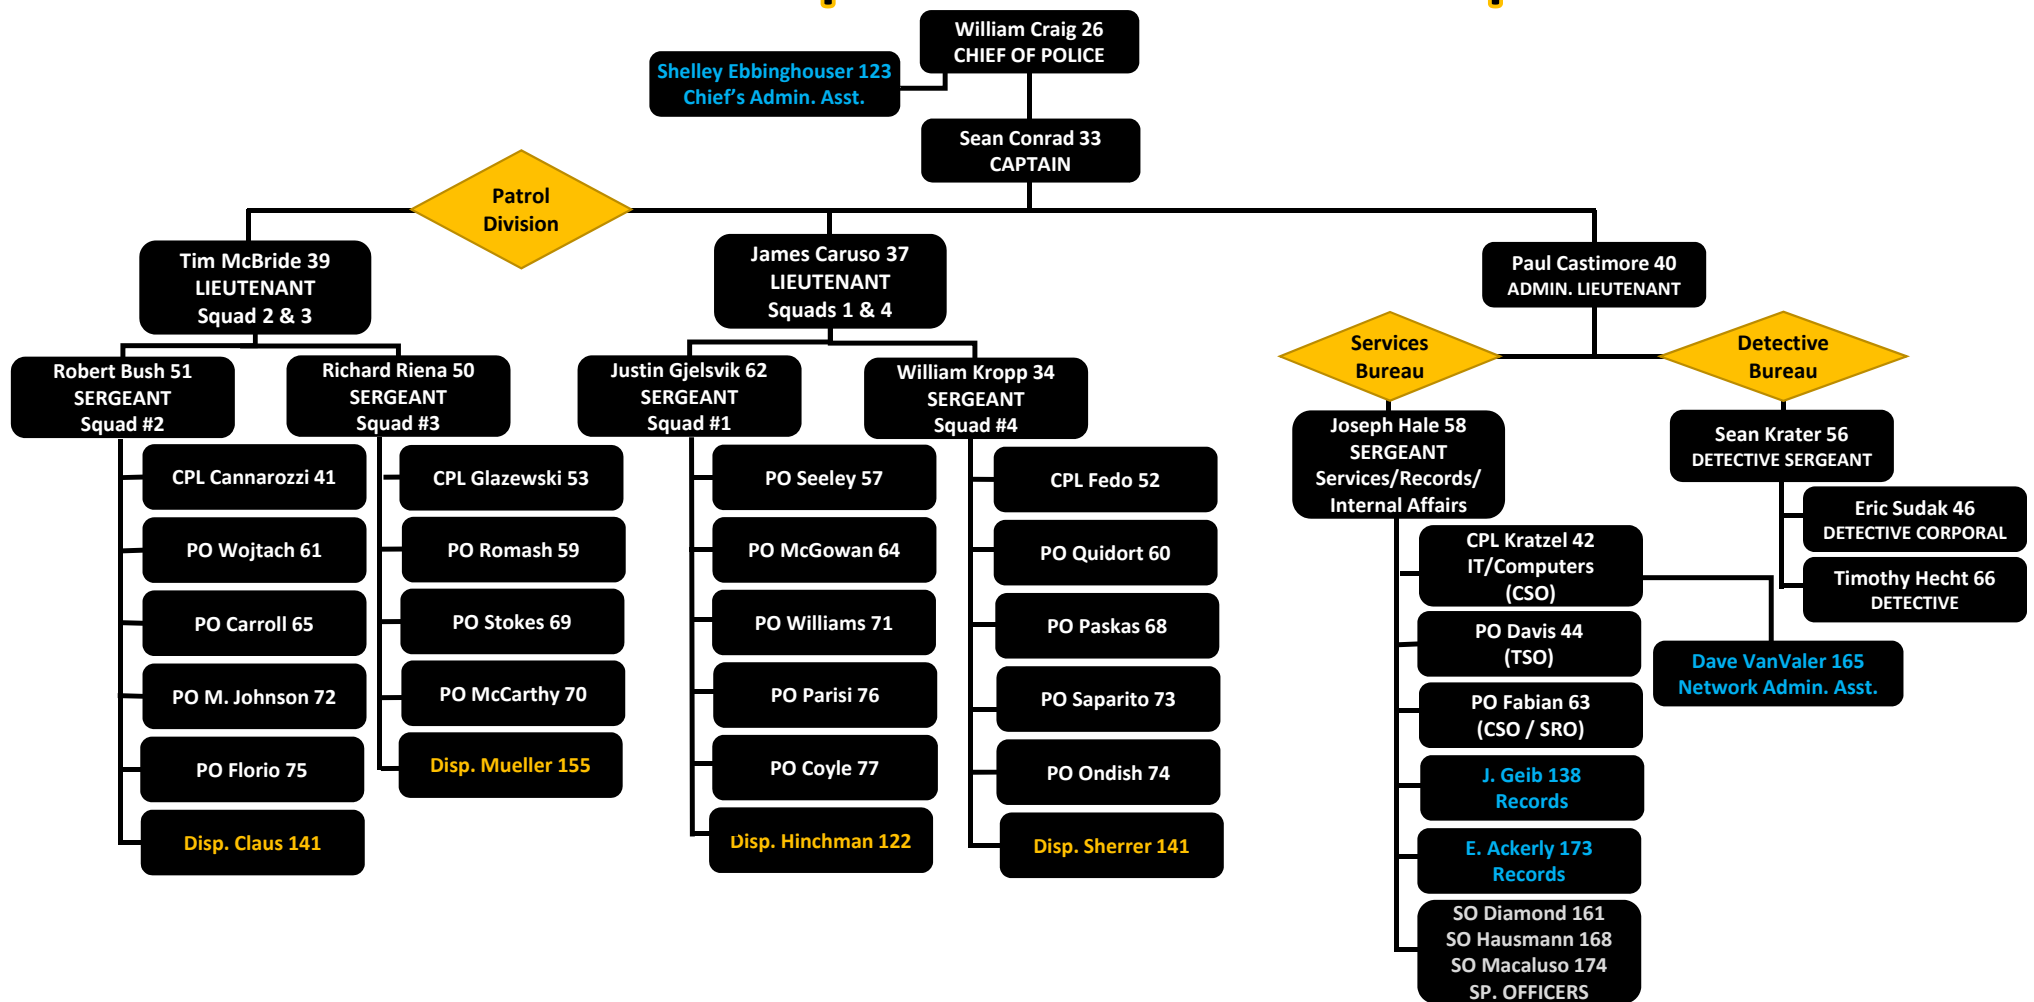 William Craig 26
CHIEF OF POLICE
Shelley Ebbinghouser 123
Chief's Admin. Asst.
Sean Conrad 33
CAPTAIN
Patrol
Division
Tim McBride 39
LIEUTENANT
Squad 2 & 3
James Caruso 37
LIEUTENANT
Squads 1 & 4
Paul Castimore 40
ADMIN. LIEUTENANT
Services
Bureau
Detective
Bureau
Robert Bush 51
SERGEANT
Squad #2
Richard Riena 50
SERGEANT
Squad #3
Justin Gjelsvik 62
SERGEANT
Squad #1
William Kropp 34
SERGEANT
Squad #4
Joseph Hale 58
SERGEANT
Services/Records/
Internal Affairs
Sean Krater 56
DETECTIVE SERGEANT
CPL Cannarozzi 41
PO Wojtach 61
PO Carroll 65
PO M. Johnson 72
PO Florio 75
Disp. Claus 141
CPL Glazewski 53
PO Romash 59
PO Stokes 69
PO McCarthy 70
Disp. Mueller 155
PO Seeley 57
PO McGowan 64
PO Williams 71
PO Parisi 76
PO Coyle 77
Disp. Hinchman 122
CPL Fedo 52
PO Quidort 60
PO Paskas 68
PO Saparito 73
PO Ondish 74
Disp. Sherrer 141
CPL Kratzel 42
IT/Computers
(CSO)
PO Davis 44
(TSO)
PO Fabian 63
(CSO / SRO)
J. Geib 138
Records
E. Ackerly 173
Records
SO Diamond 161
SO Hausmann 168
SO Macaluso 174
SP. OFFICERS
Eric Sudak 46
DETECTIVE CORPORAL
Timothy Hecht 66
DETECTIVE
Dave VanValer 165
Network Admin. Asst.